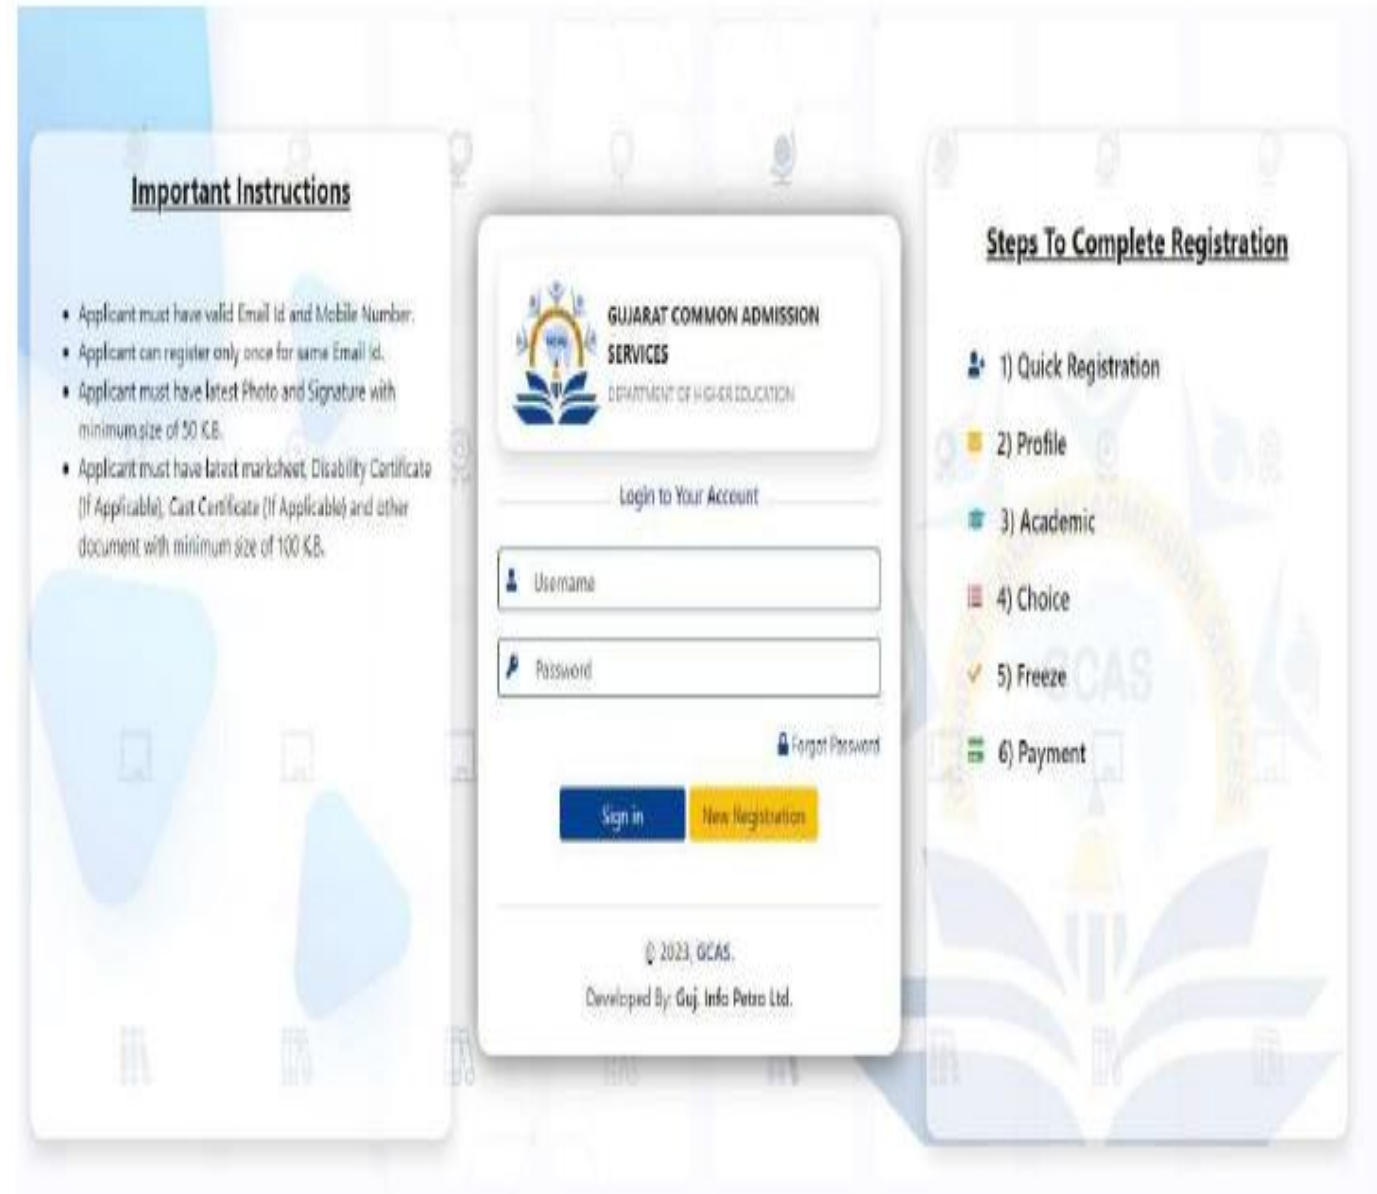 Important Instructions
Applicant must have valid Email Id and Mobile Number.
Applicant can register only once for same Email Id.
Applicant must have latest Photo and Signature with
minimum size of 50 K.B.
Applicant must have latest marksheet, Disability Certificate
(If Applicable), Cast Certificate (If Applicable) and other
document with minimum size of 100 K.B.
GUJARAT COMMON ADMISSION
SERVICES
DEPARTMENT OF HIGHER EDUCATION
Login to Your Account
Username
Password
Forgot Password
Sign in
New Registration
© 2023, GCAS.
Developed By: Guj. Info Petro Ltd.
Steps To Complete Registration
1) Quick Registration
2) Profile
3) Academic
4) Choice
5) Freeze
6) Payment
GCAS